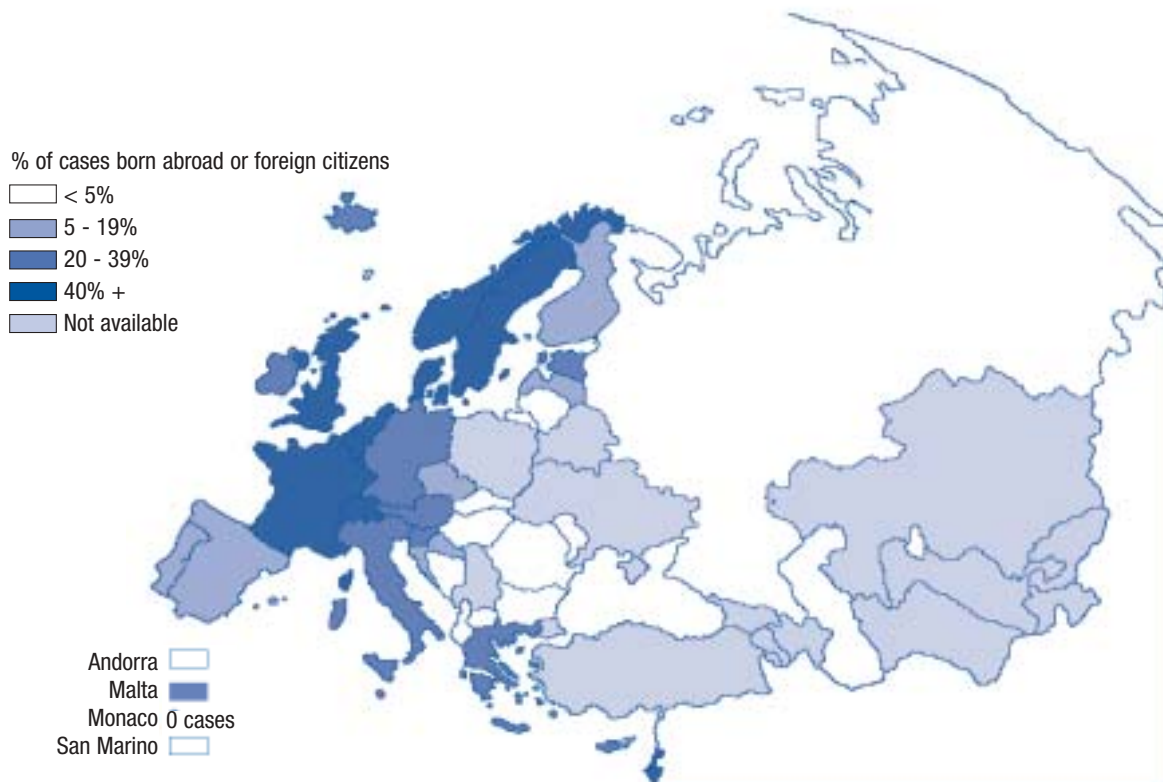 % of cases born abroad or foreign citizens
< 5%
5 - 19%
20 - 39%
40% +
Not available
Andorra
Malta
Monaco 0 cases
San Marino